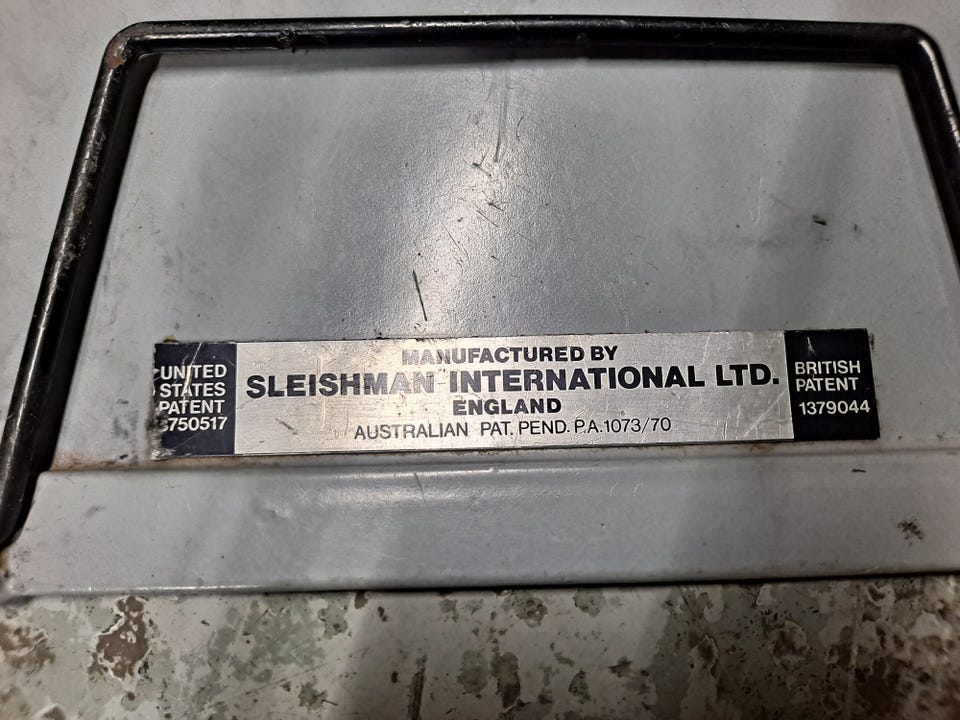 UNITED
STATES
PATENT
3750517
MANUFACTURED BY
SLEISHMAN INTERNATIONAL LTD.
ENGLAND
AUSTRALIAN PAT. PEND. P.A.1073/70
BRITISH
PATENT
1379044